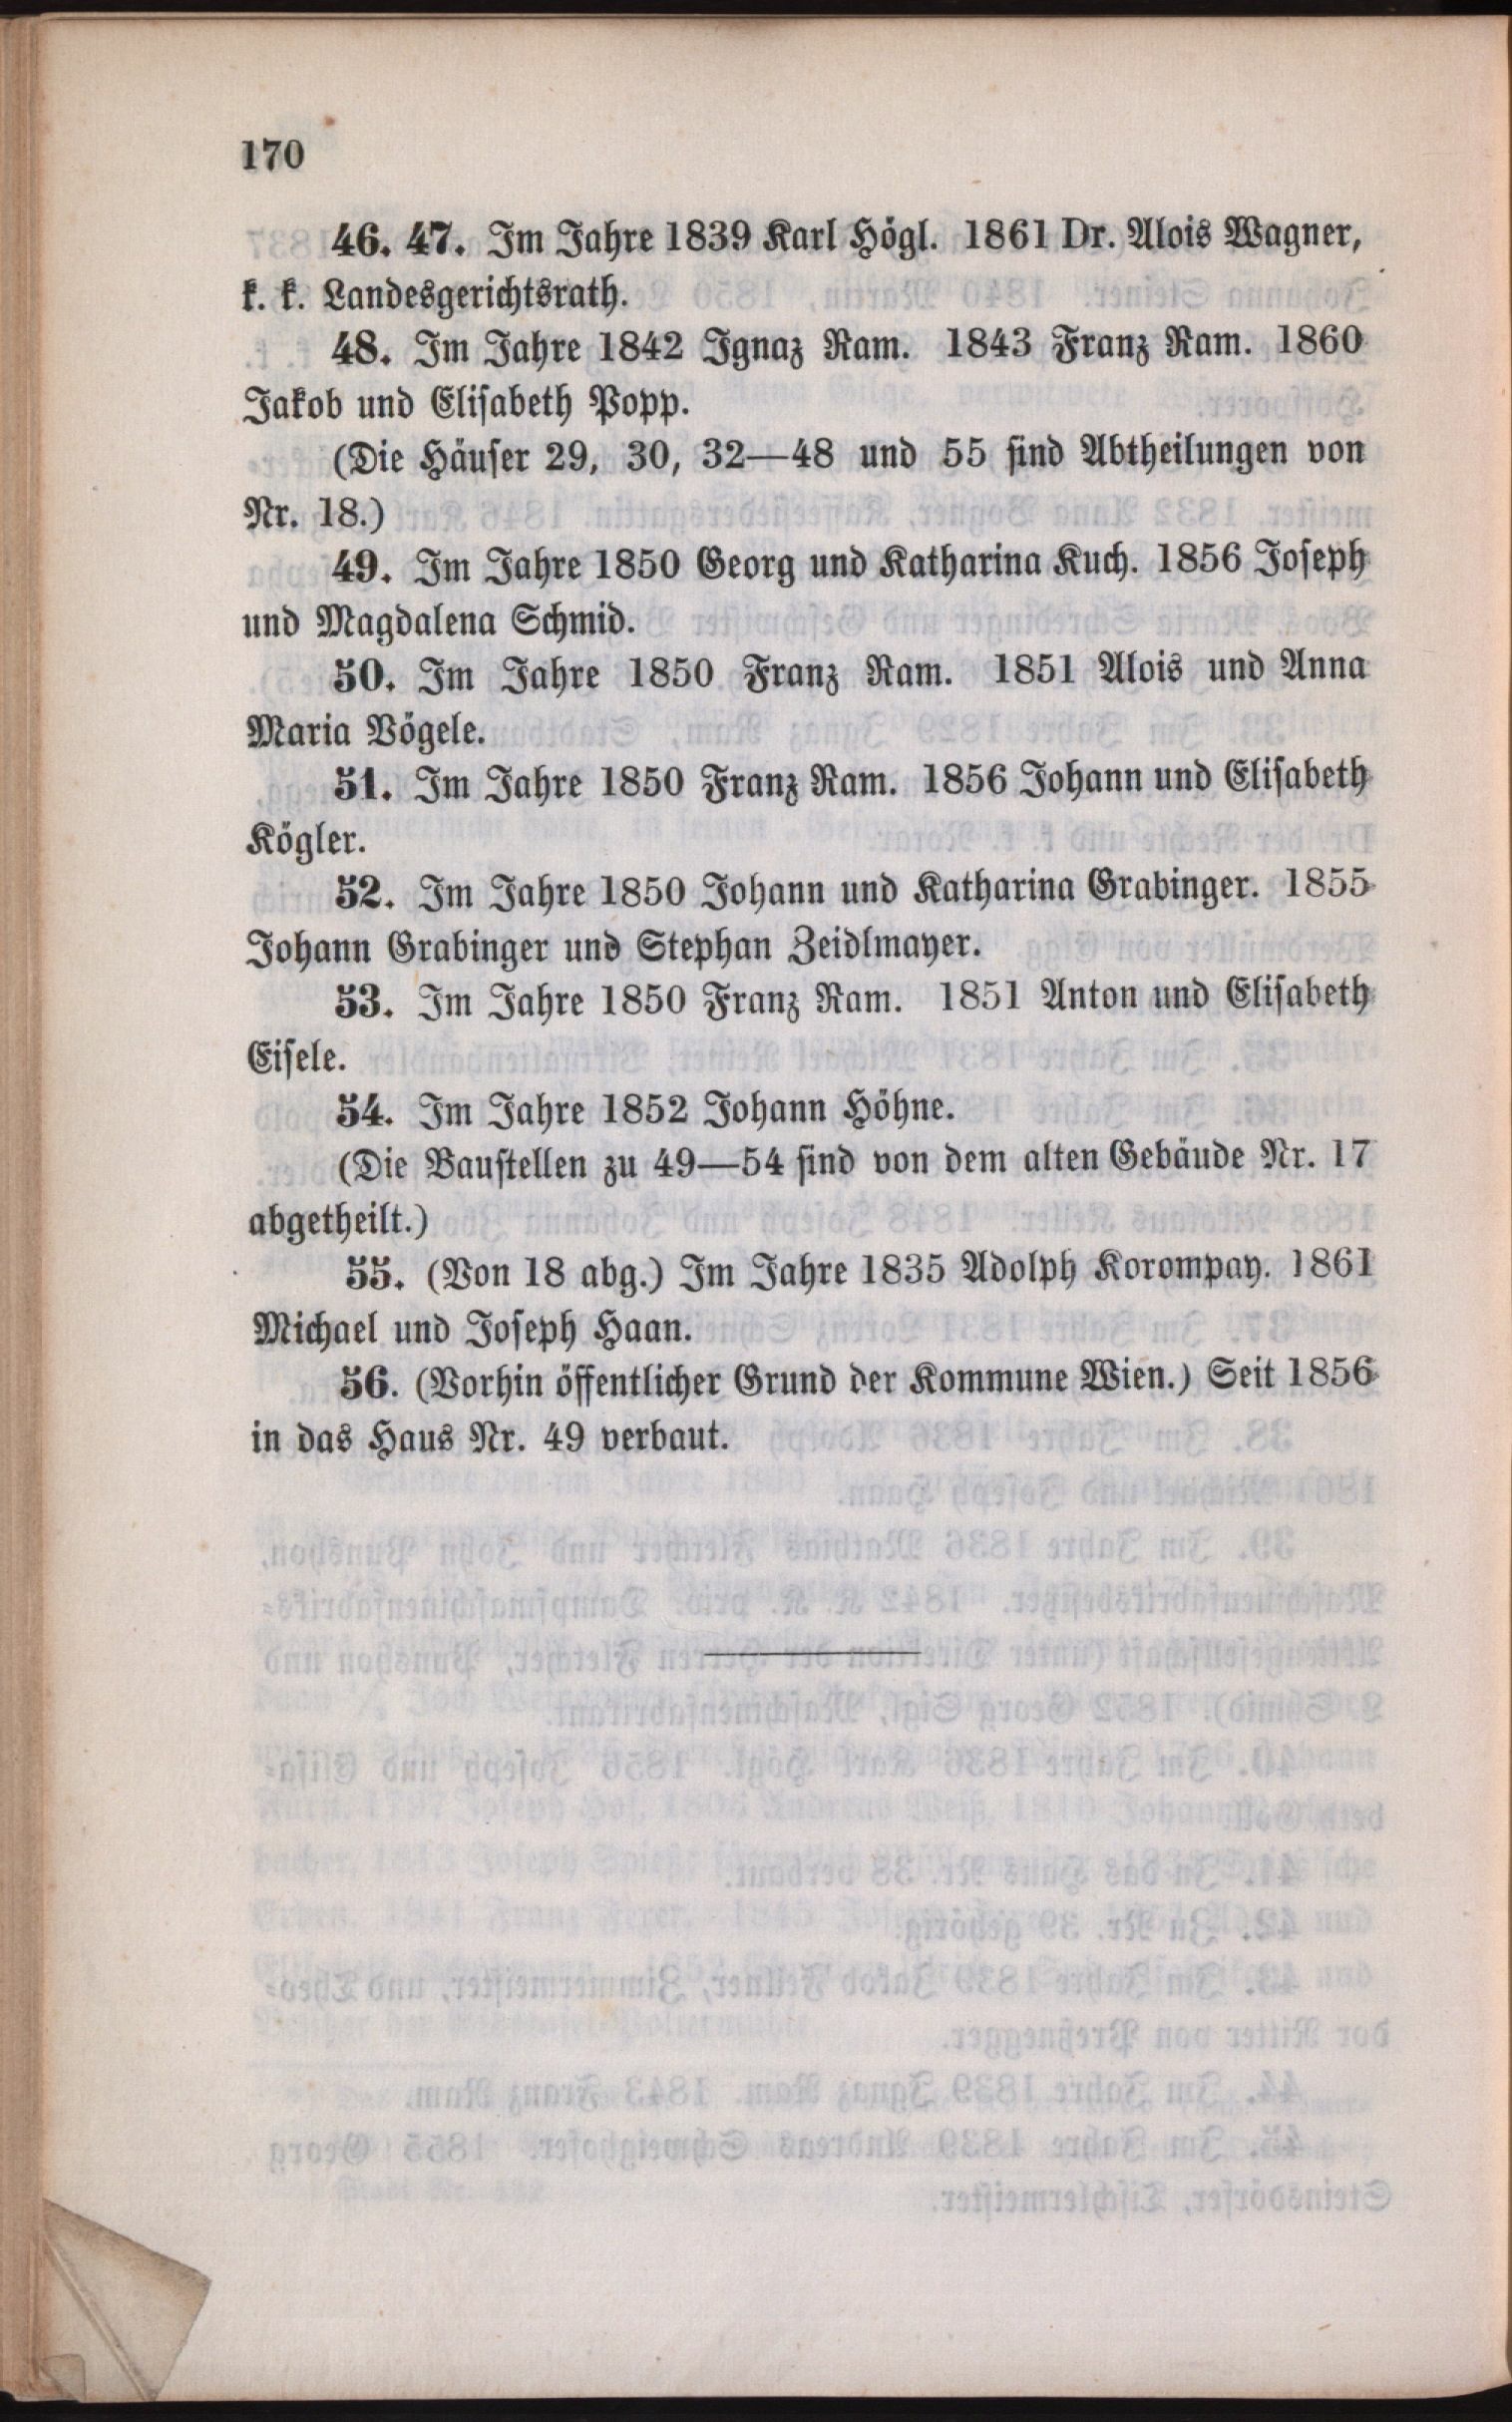 170
46. 47. Im Jahre 1839 Karl Högl. 1861 Dr. Alois Wagner,
k. k. Landesgerichtsrath.
48. Im Jahre 1842 Ignaz Ram. 1843 Franz Ram. 1860
Jakob und Elisabeth Popp.
(Die Häuser 29, 30, 32—48 und 55 sind Abtheilungen von
Nr. 18.)
49. Im Jahre 1850 Georg und Katharina Kuch. 1856 Joseph
und Magdalena Schmid.
50. Im Jahre 1850 Franz Ram. 1851 Alois und Anna
Maria Vögele.
51. Im Jahre 1850 Franz Ram. 1856 Johann und Elisabeth
Kögler.
52. Im Jahre 1850 Johann und Katharina Grabinger. 1855
Johann Grabinger und Stephan Zeidlmayer.
53. Im Jahre 1850 Franz Ram. 1851 Anton und Elisabeth
Eisele.
54. Im Jahre 1852 Johann Höhne.
(Die Baustellen zu 49—54 sind von dem alten Gebäude Nr. 17
abgetheilt.)
55. (Von 18 abg.) Im Jahre 1835 Adolph Korompay. 1861
Michael und Joseph Haan.
56. (Vorhin öffentlicher Grund der Kommune Wien.) Seit 1856
in das Haus Nr. 49 verbaut.